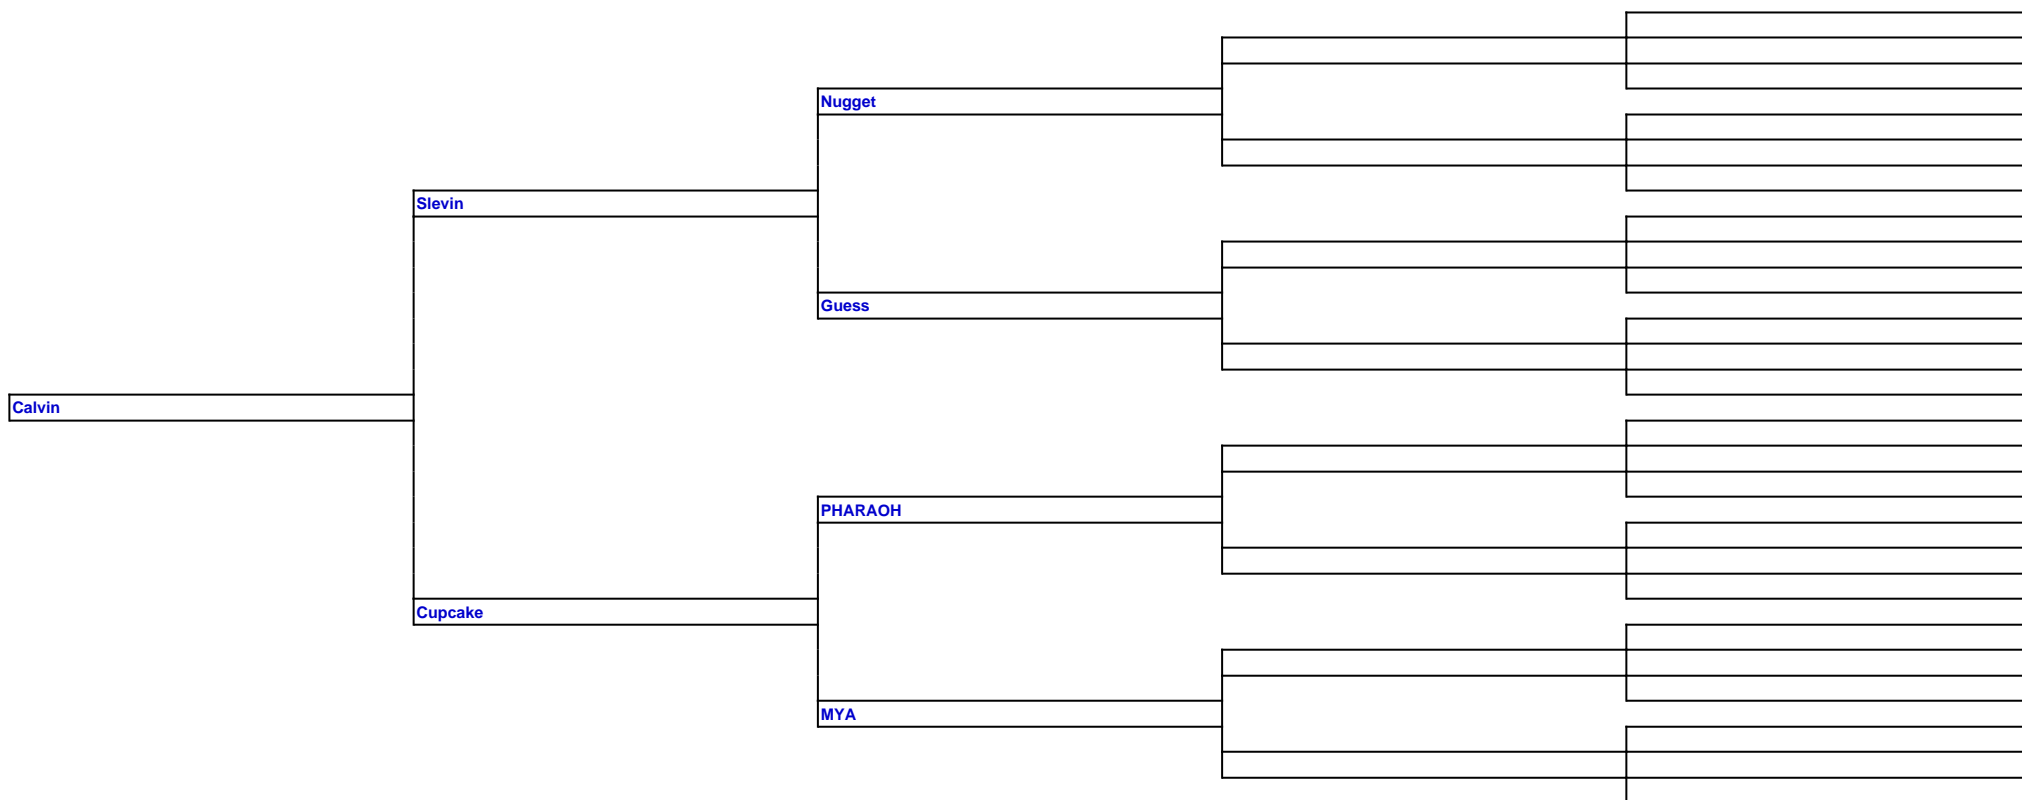 Nugget
Slevin
Guess
Calvin
PHARAOH
Cupcake
MYA